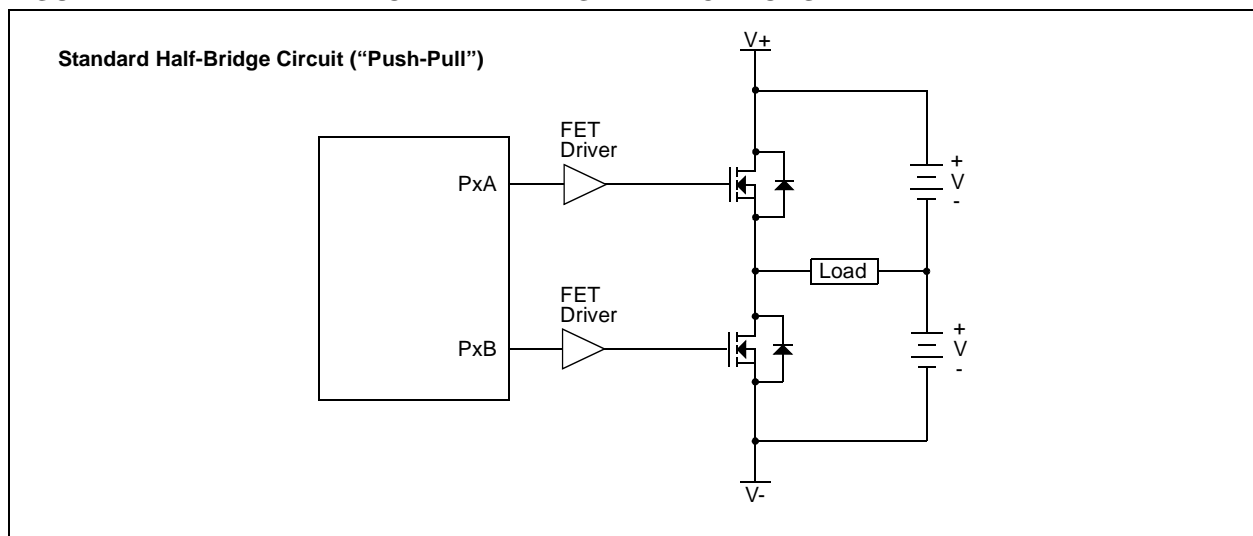 Standard Half-Bridge Circuit (“Push-Pull”)
V+
FET
Driver
PxA
+
V
-
Load
FET
Driver
PxB
+
V
-
V-